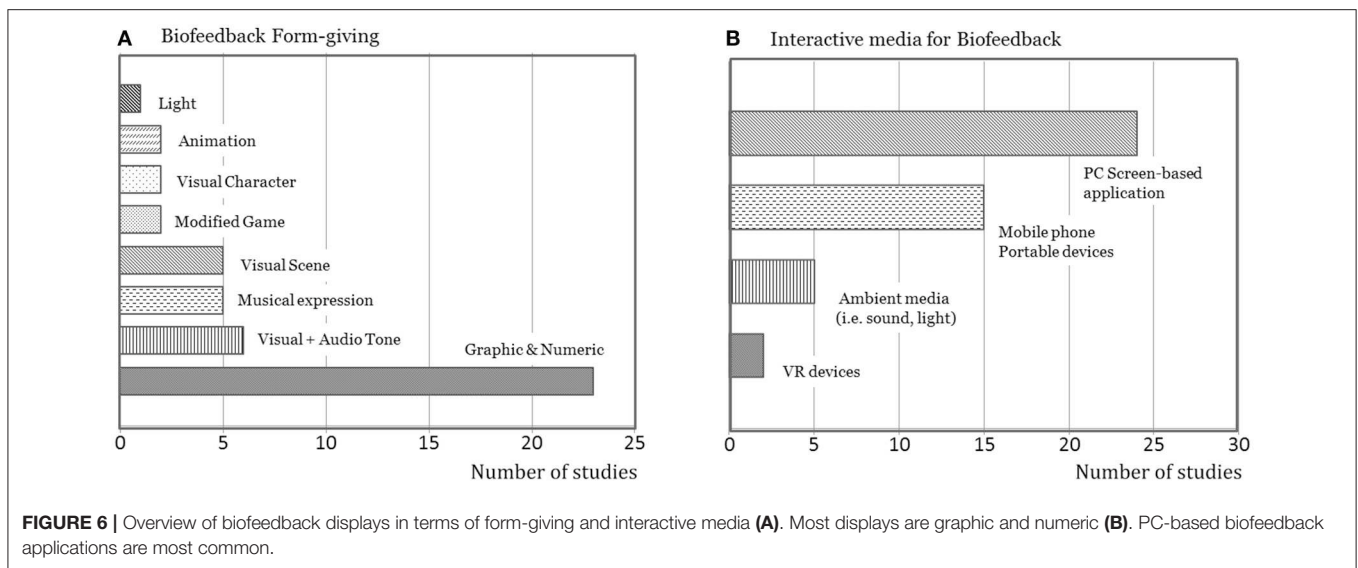 A Biofeedback Form-giving
Light
Animation
Visual Character
Modified Game
Visual Scene
Musical expression
Visual + Audio Tone
Graphic & Numeric
0 5 10 15 20 25
Number of studies
B Interactive media for Biofeedback
PC Screen-based
application
Mobile phone
Portable devices
Ambient media
(i.e. sound, light)
VR devices
0 5 10 15 20 25 30
Number of studies
FIGURE 6 | Overview of biofeedback displays in terms of form-giving and interactive media (A). Most displays are graphic and numeric (B). PC-based biofeedback
applications are most common.